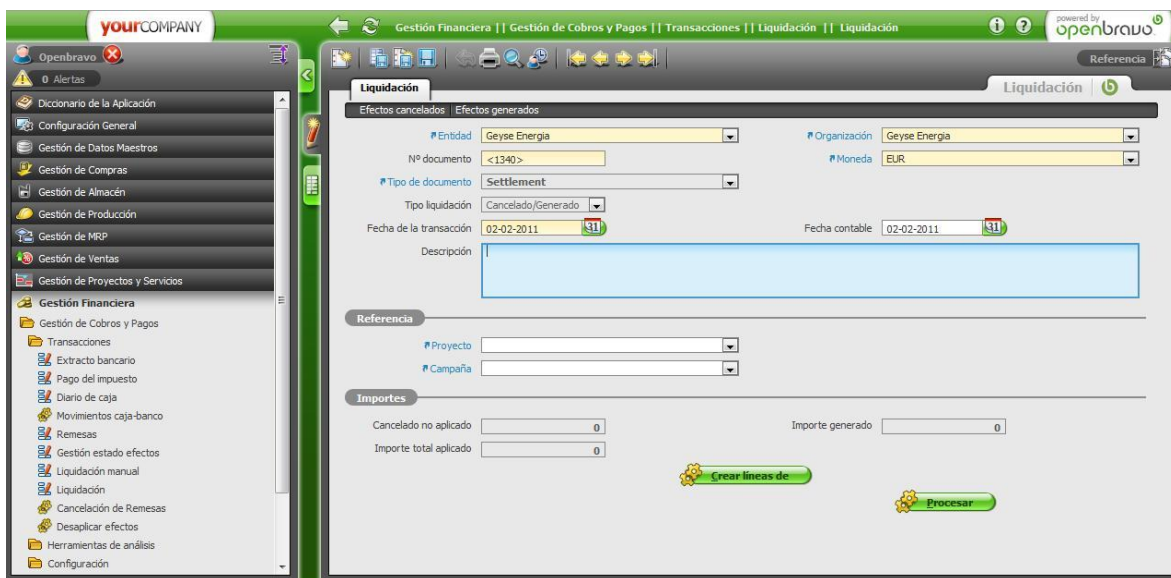 yourCOMPANY
Gestión Financiera || Gestión de Cobros y Pagos || Transacciones || Liquidación || Liquidación
powered by
openbravo
Openbravo
0 Alertas
Referencia
Diccionario de la Aplicación
Configuración General
Gestión de Datos Maestros
Gestión de Compras
Gestión de Almacén
Gestión de Producción
Gestión de MRP
Gestión de Ventas
Gestión de Proyectos y Servicios
Gestión Financiera
Gestión de Cobros y Pagos
Transacciones
Extracto bancario
Pago del impuesto
Diario de caja
Movimientos caja-banco
Remesas
Gestión estado efectos
Liquidación manual
Liquidación
Cancelación de Remesas
Desaplicar efectos
Herramientas de análisis
Configuración
Liquidación
Liquidación
Efectos cancelados Efectos generados
Entidad Geyse Energia Organización Geyse Energia
Nº documento <1340> Moneda EUR
Tipo de documento Settlement
Tipo liquidación Cancelado/Generado
Fecha de la transacción 02-02-2011 31 Fecha contable 02-02-2011 31
Descripción
Referencia
Proyecto
Campaña
Importes
Cancelado no aplicado 0 Importe generado 0
Importe total aplicado 0
Crear líneas de
Procesar